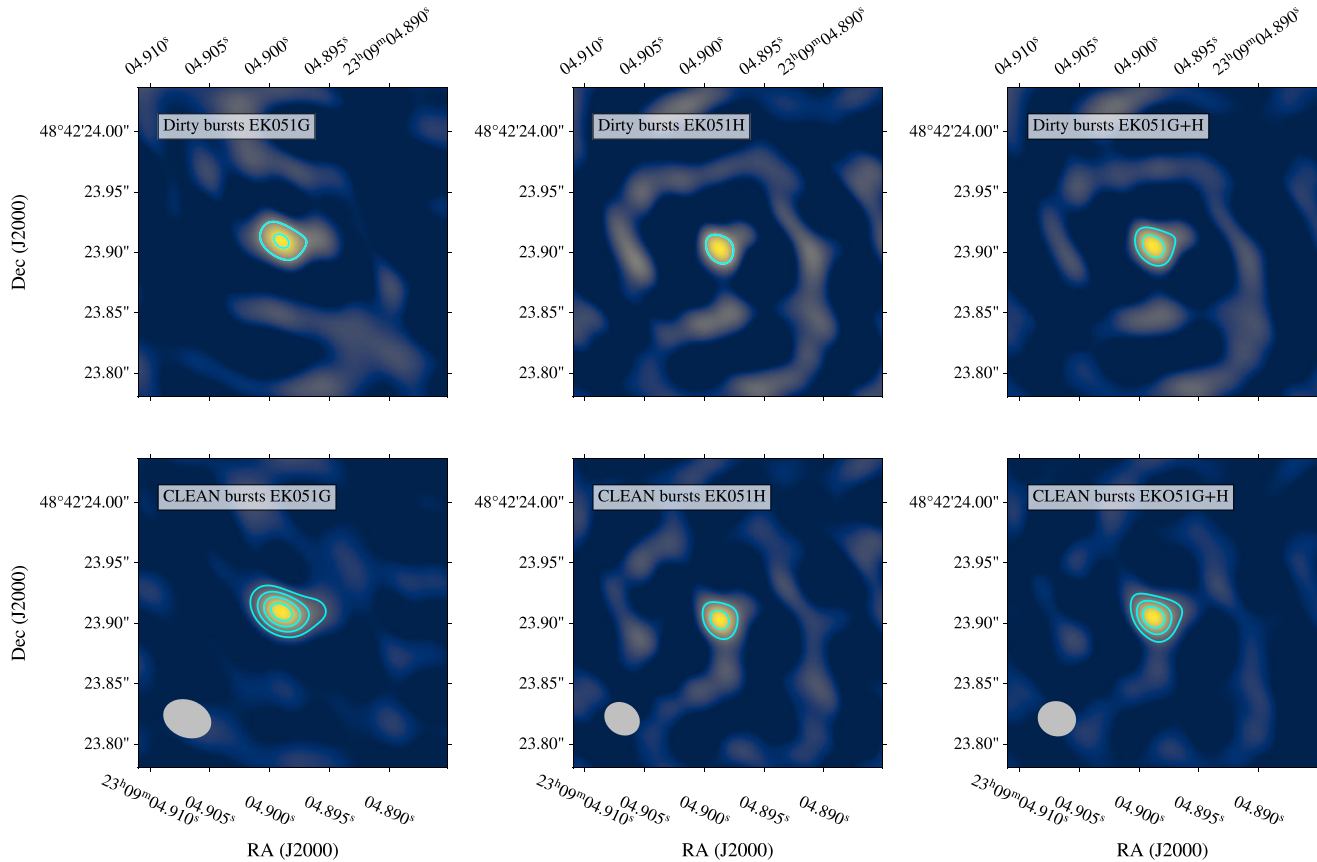 04.910ˢ 04.905ˢ 04.900ˢ 04.895ˢ 23ʰ09ᵐ04.890ˢ
04.910ˢ 04.905ˢ 04.900ˢ 04.895ˢ 23ʰ09ᵐ04.890ˢ
04.910ˢ 04.905ˢ 04.900ˢ 04.895ˢ 23ʰ09ᵐ04.890ˢ
Dec (J2000)
48°42'24.00"
23.95"
23.90"
23.85"
23.80"
Dirty bursts EK051G
Dirty bursts EK051H
Dirty bursts EK051G+H
Dec (J2000)
48°42'24.00"
23.95"
23.90"
23.85"
23.80"
CLEAN bursts EK051G
48°42'24.00"
23.95"
23.90"
23.85"
23.80"
CLEAN bursts EK051H
48°42'24.00"
23.95"
23.90"
23.85"
23.80"
CLEAN bursts EKO51G+H
48°42'24.00"
23.95"
23.90"
23.85"
23.80"
48°42'24.00"
23.95"
23.90"
23.85"
23.80"
23ʰ09ᵐ04.910ˢ 04.905ˢ 04.900ˢ 04.895ˢ 04.890ˢ
RA (J2000)
23ʰ09ᵐ04.910ˢ 04.905ˢ 04.900ˢ 04.895ˢ 04.890ˢ
RA (J2000)
23ʰ09ᵐ04.910ˢ 04.905ˢ 04.900ˢ 04.895ˢ 04.890ˢ
RA (J2000)